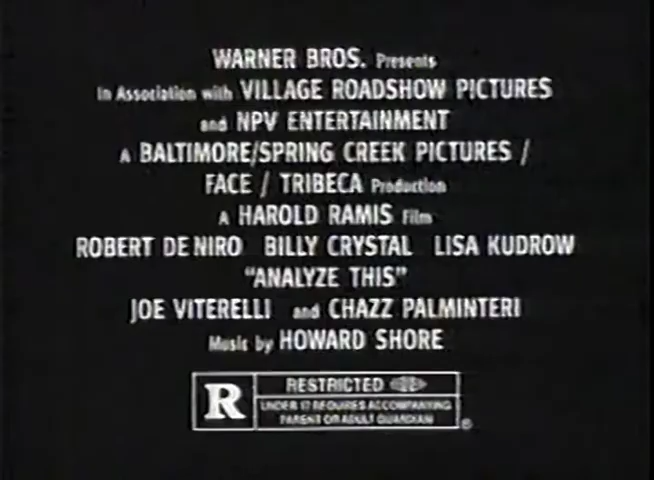 WARNER BROS. Presents
In Association with VILLAGE ROADSHOW PICTURES
and NPV ENTERTAINMENT
A BALTIMORE/SPRING CREEK PICTURES /
FACE / TRIBECA Production
A HAROLD RAMIS Film
ROBERT DE NIRO BILLY CRYSTAL LISA KUDROW
"ANALYZE THIS"
JOE VITERELLI and CHAZZ PALMINTERI
Music by HOWARD SHORE
R RESTRICTED
UNDER 17 REQUIRES ACCOMPANYING
PARENT OR ADULT GUARDIAN ®